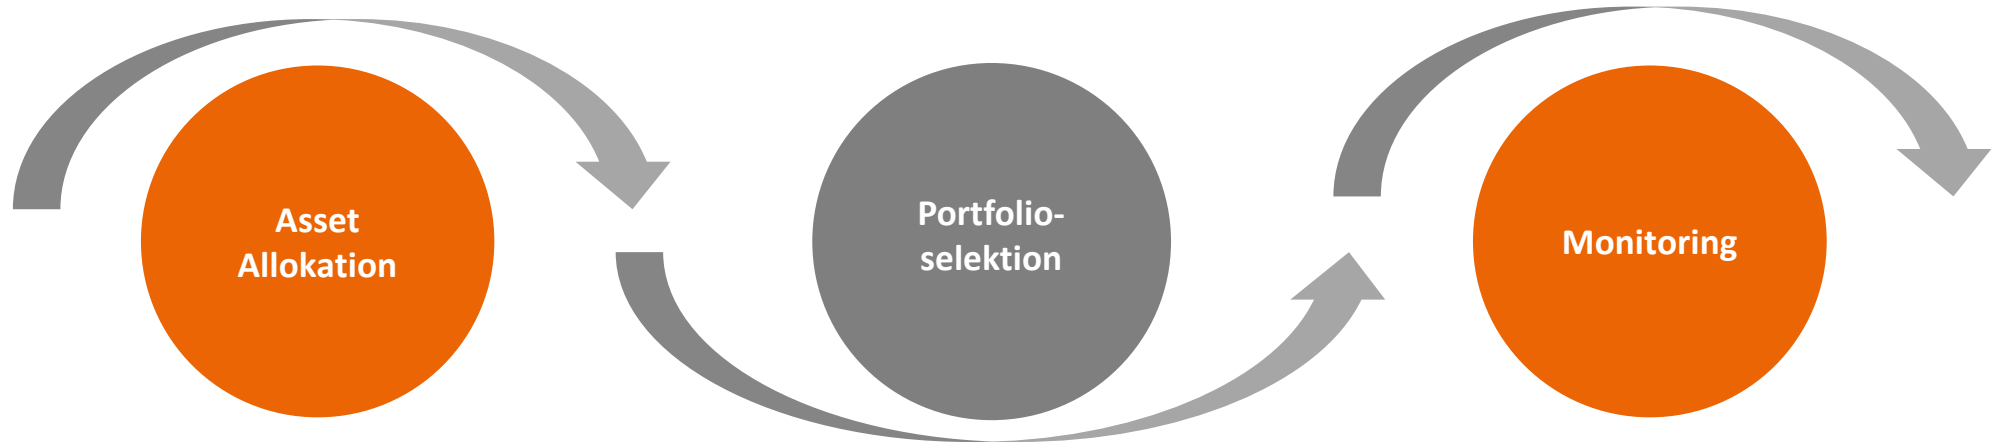 Asset
Allokation
Portfolio-
selektion
Monitoring